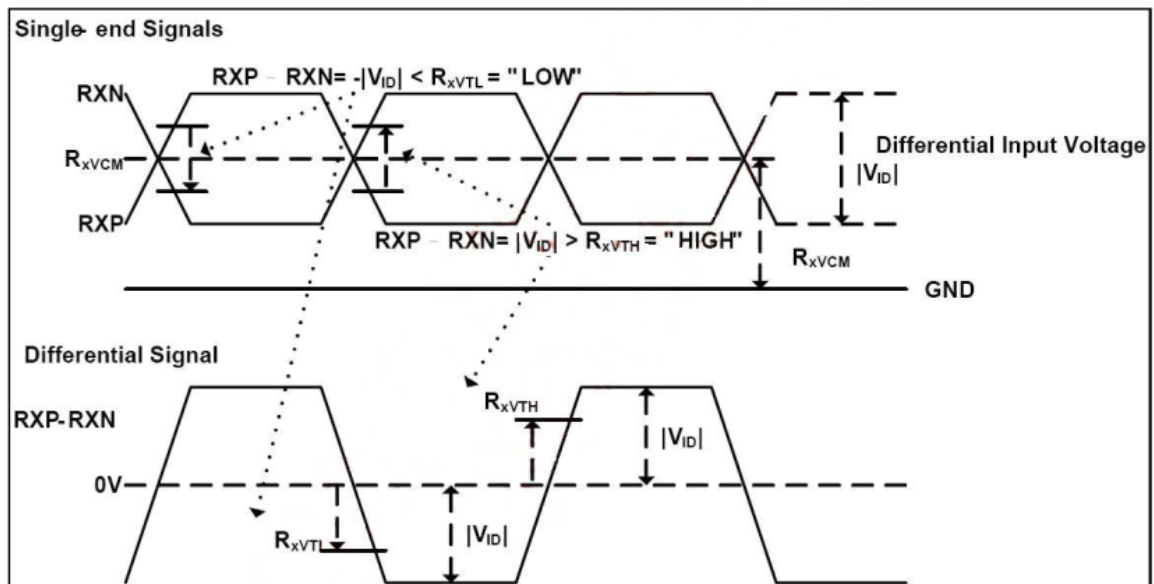 Single- end Signals
RXP - RXN= -|VID| < RxVTL = "LOW"
RXN
RxVCM
Differential Input Voltage
|VID|
RXP
RXP - RXN= |VID| > RxVTH = "HIGH"
RxVCM
GND
Differential Signal
RxVTH
RXP-RXN
|VID|
0V
RxVTL
|VID|